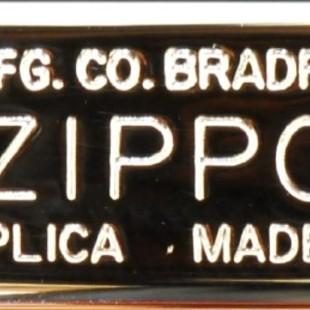 FG. CO. BRADF
ZIPPO
PLICA MADE